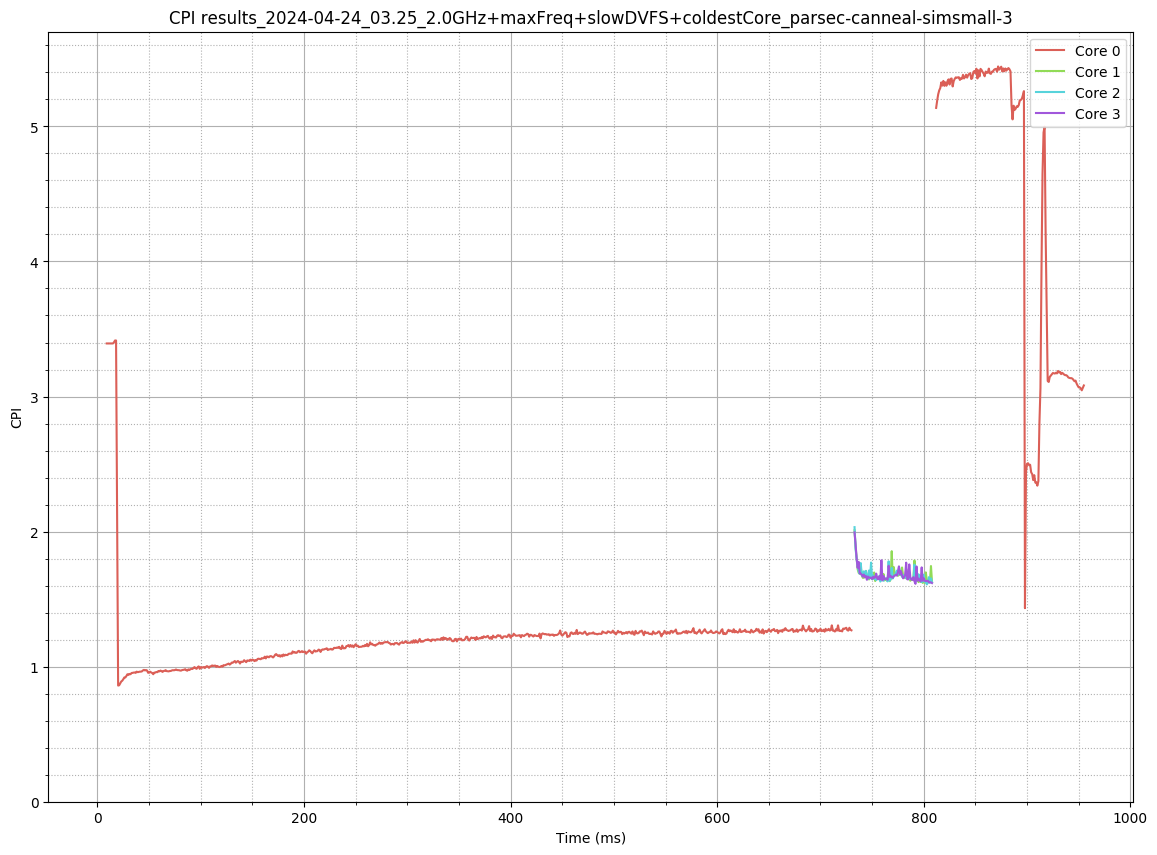 CPI results_2024-04-24_03.25_2.0GHz+maxFreq+slowDVFS+coldestCore_parsec-canneal-simsmall-3
Core 0
Core 1
Core 2
Core 3
CPI
5
4
3
2
1
0
0 200 400 600 800 1000
Time (ms)